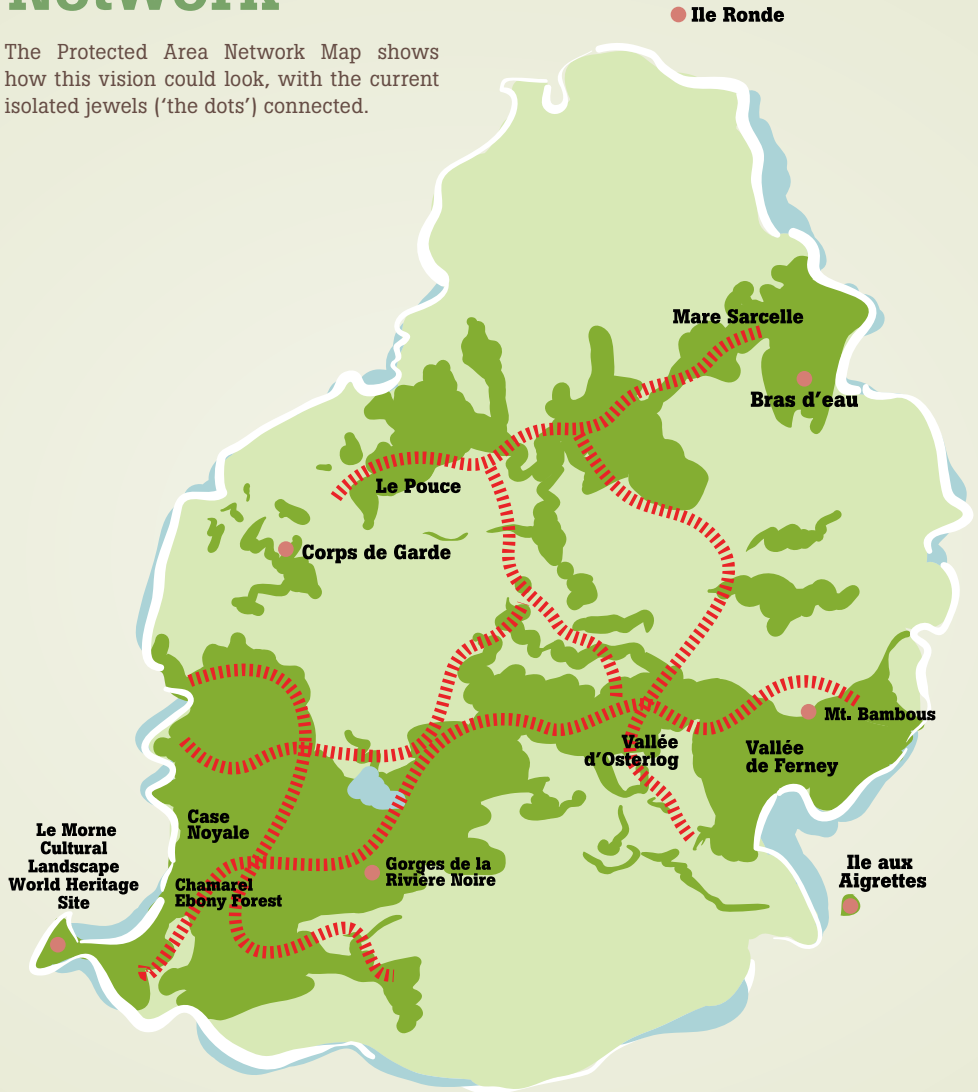 Network
The Protected Area Network Map shows
how this vision could look, with the current
isolated jewels (‘the dots’) connected.
Ile Ronde
Mare Sarcelle
Bras d’eau
Le Pouce
Corps de Garde
Mt. Bambous
Vallée
d’Osterlog
Vallée
de Ferney
Case
Noyale
Le Morne
Cultural
Landscape
World Heritage
Site
Chamarel
Ebony Forest
Gorges de la
Rivière Noire
Ile aux
Aigrettes